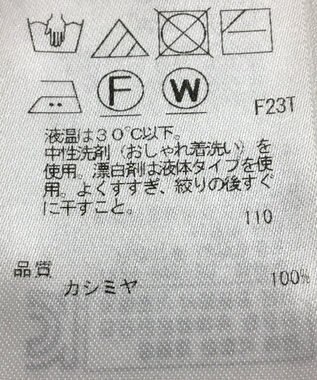 F W
F23T
液温は30℃以下。
中性洗剤（おしゃれ着洗い）を
使用。漂白剤は液体タイプを使
用。よくすすぎ、絞りの後すぐ
に干すこと。
110
品質
カシミヤ 100%